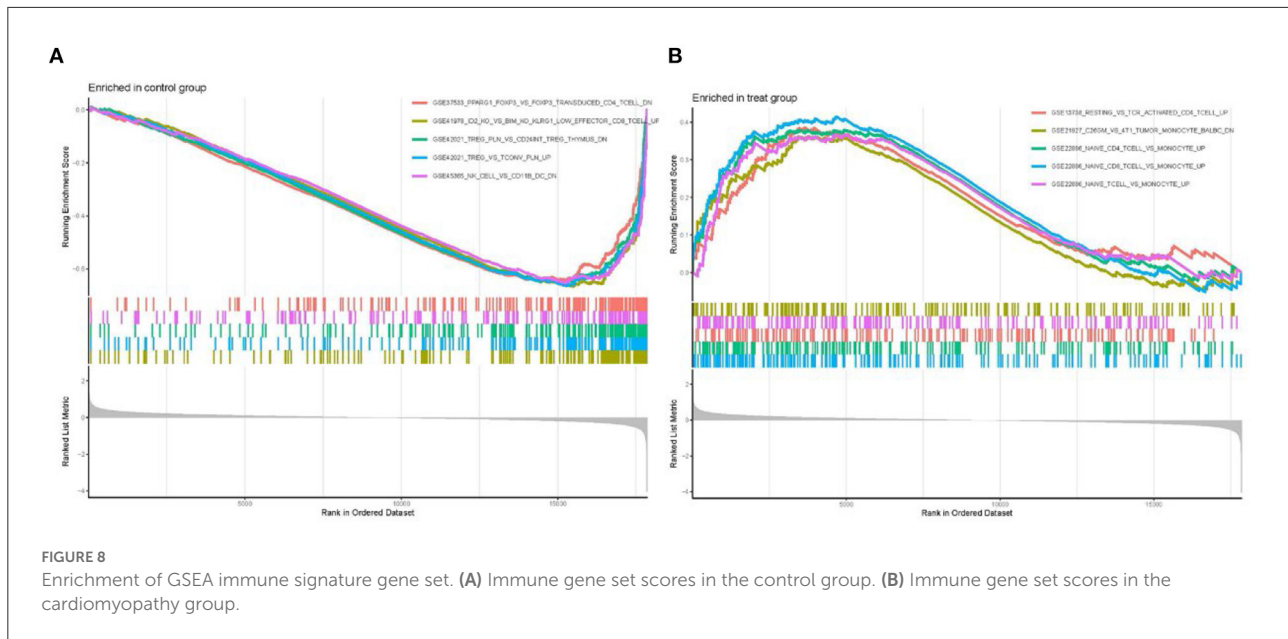 A
Enriched in control group
GSE37533_PPARG1_FOXP3_VS_FOXP3_TRANSDUCED_CD4_TCELL_DN
GSE41978_ID2_KO_VS_BIM_KO_KLRG1_LOW_EFFECTOR_CD8_TCELL_UP
GSE42021_TREG_PLN_VS_CD24INT_TREG_THYMUS_DN
GSE42021_TREG_VS_TCONV_PLN_UP
GSE45365_NK_CELL_VS_CD11B_DC_DN
Running Enrichment Score
0.0
−0.2
−0.4
−0.6
Ranked List Metric
2
0
−2
−4
5000 10000 15000
Rank in Ordered Dataset
B
Enriched in treat group
GSE13738_RESTING_VS_TCR_ACTIVATED_CD4_TCELL_UP
GSE21927_C26GM_VS_4T1_TUMOR_MONOCYTE_BALBC_DN
GSE22886_NAIVE_CD4_TCELL_VS_MONOCYTE_UP
GSE22886_NAIVE_CD8_TCELL_VS_MONOCYTE_UP
GSE22886_NAIVE_TCELL_VS_MONOCYTE_UP
Running Enrichment Score
0.4
0.3
0.2
0.1
0.0
Ranked List Metric
2
0
−2
−4
5000 10000 15000
Rank in Ordered Dataset
FIGURE 8
Enrichment of GSEA immune signature gene set. (A) Immune gene set scores in the control group. (B) Immune gene set scores in the
cardiomyopathy group.